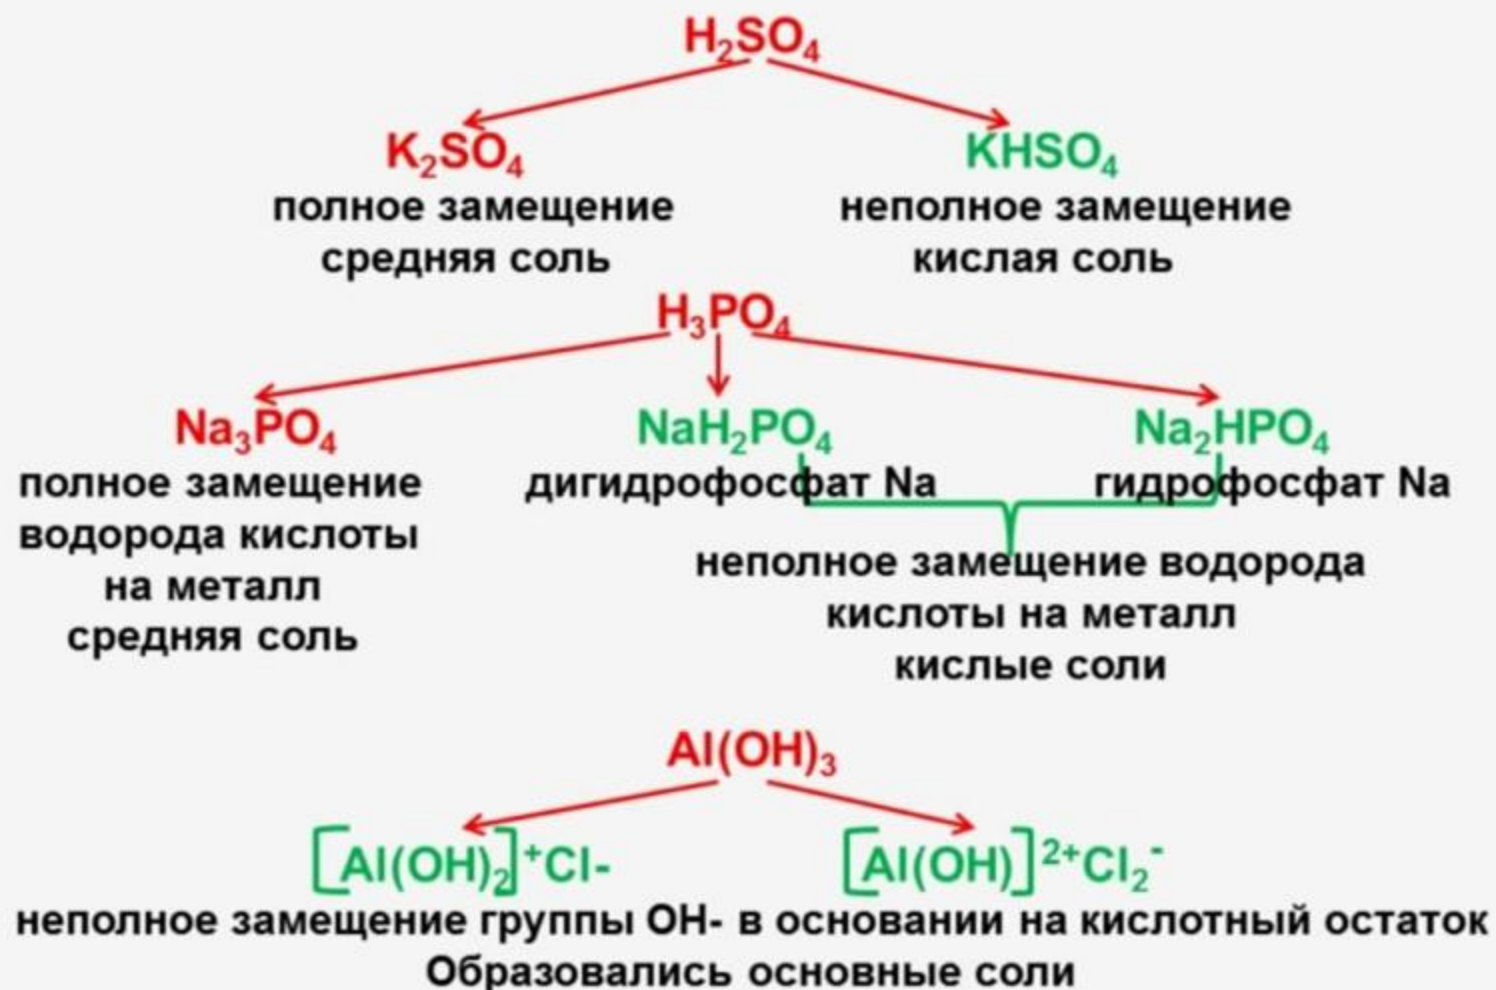 H₂SO₄
K₂SO₄ KHSO₄
полное замещение неполное замещение
средняя соль кислая соль
H₃PO₄
Na₃PO₄ NaH₂PO₄ Na₂HPO₄
полное замещение дигидрофосфат Na гидрофосфат Na
водорода кислоты
на металл
средняя соль
неполное замещение водорода
кислоты на металл
кислые соли
Al(OH)₃
[Al(OH)₂]⁺Cl- [Al(OH)]²⁺Cl₂⁻
неполное замещение группы OH- в основании на кислотный остаток
Образовались основные соли